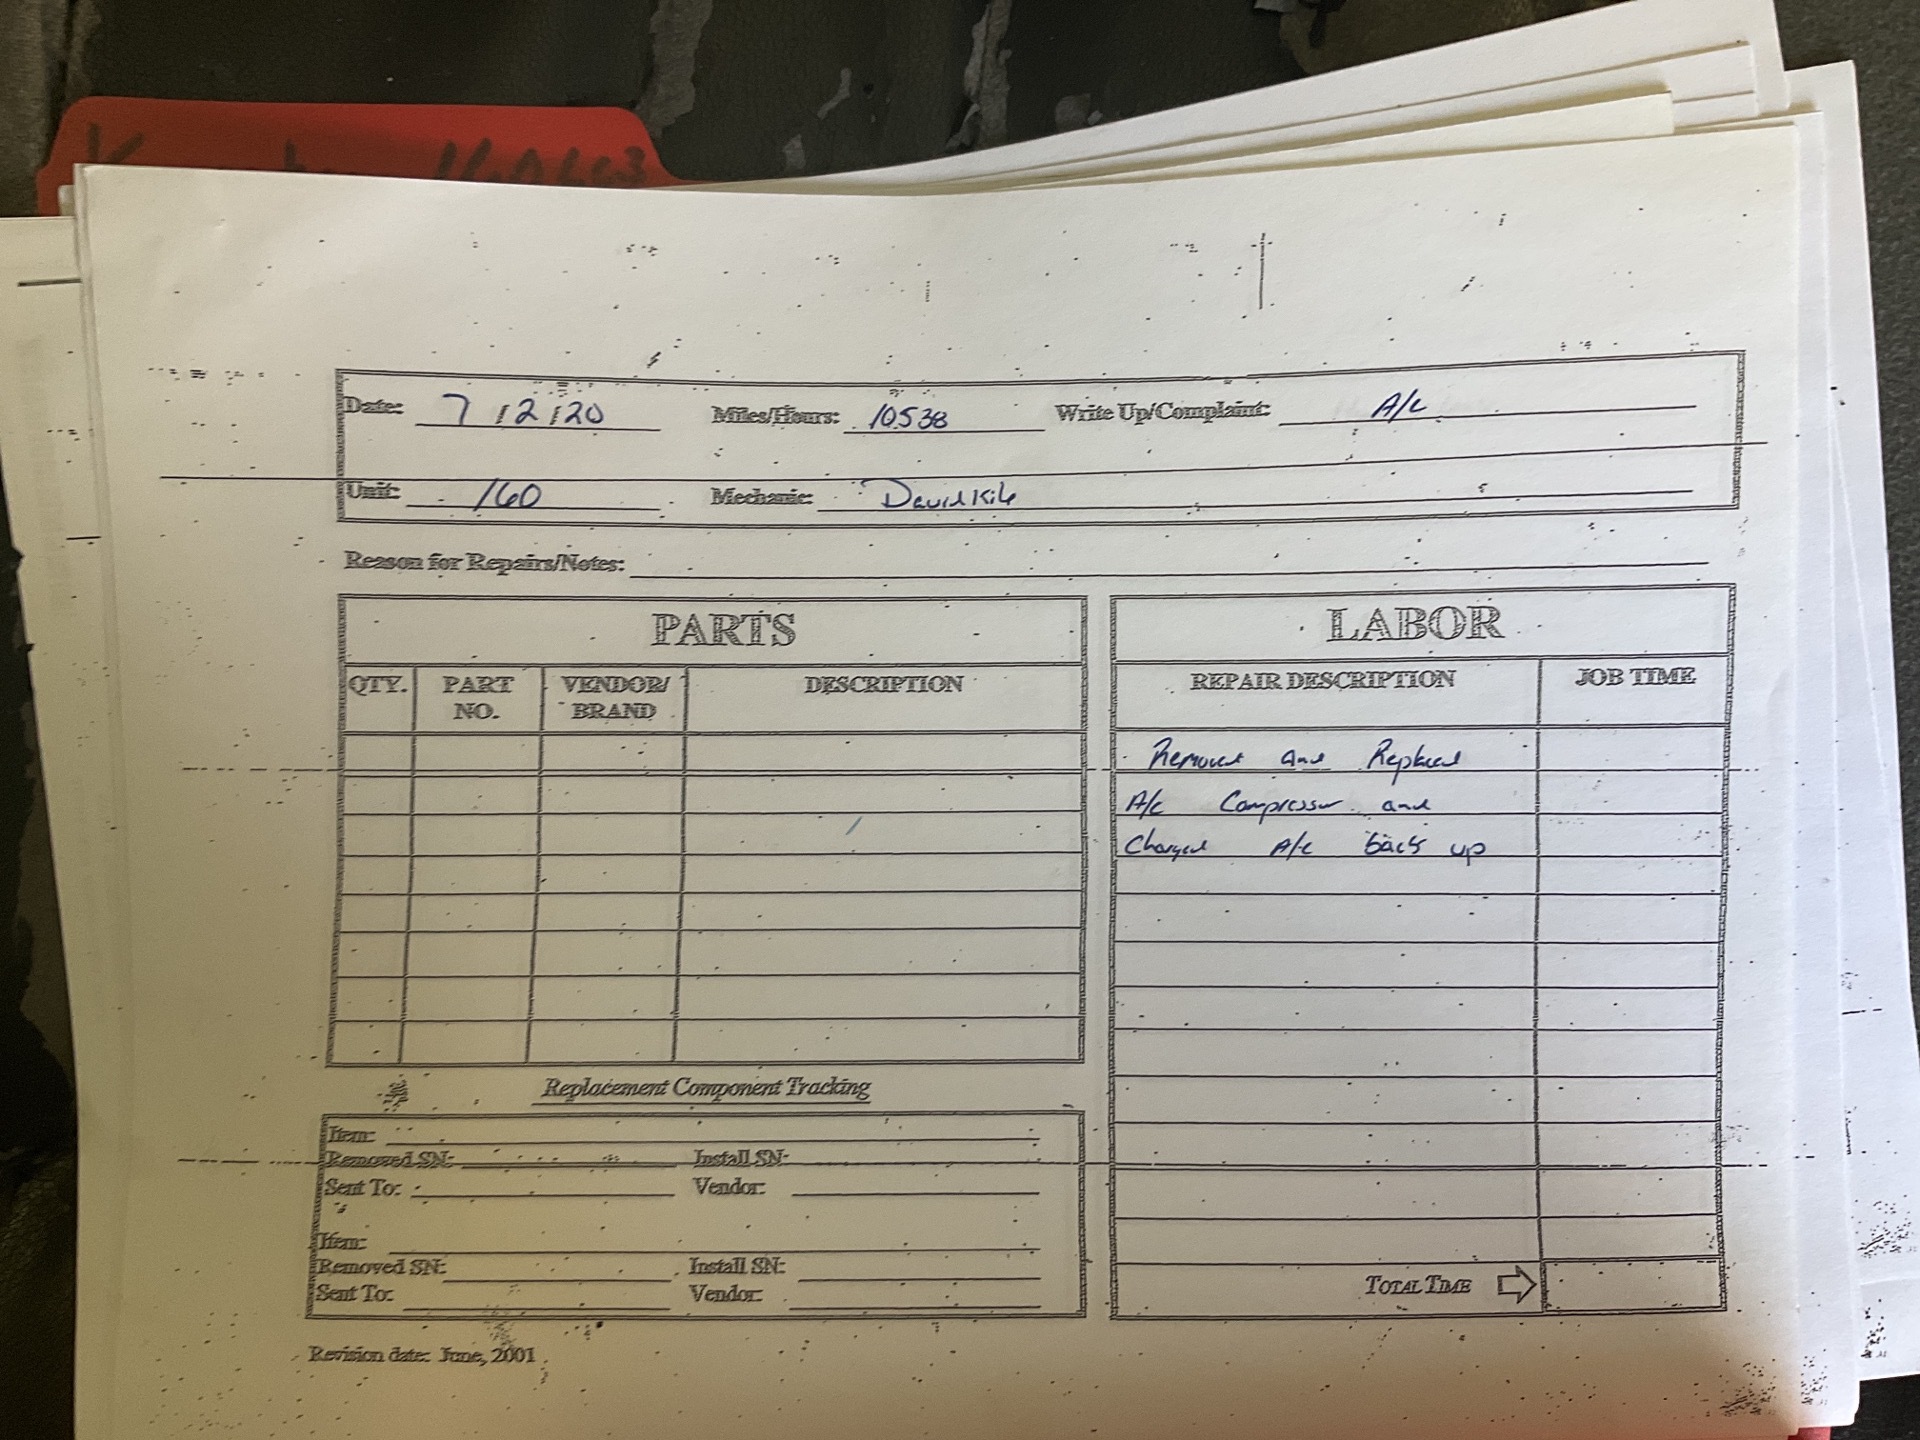 160
Date: 7/2/20 Miles/Hours: 10538 Write Up/Complaint: A/C
Unit: 160 Mechanic: David Kile
Reason for Repairs/Notes:
PARTS
QTY. PART NO. VENDOR/ BRAND DESCRIPTION
Replacement Component Tracking
Item:
Removed SN: Install SN:
Sent To: Vendor:
Item:
Removed SN: Install SN:
Sent To: Vendor:
Revision date: June, 2001
LABOR
REPAIR DESCRIPTION JOB TIME
Removed and Replaced
A/C Compressor and
Charged A/C back up
TOTAL TIME